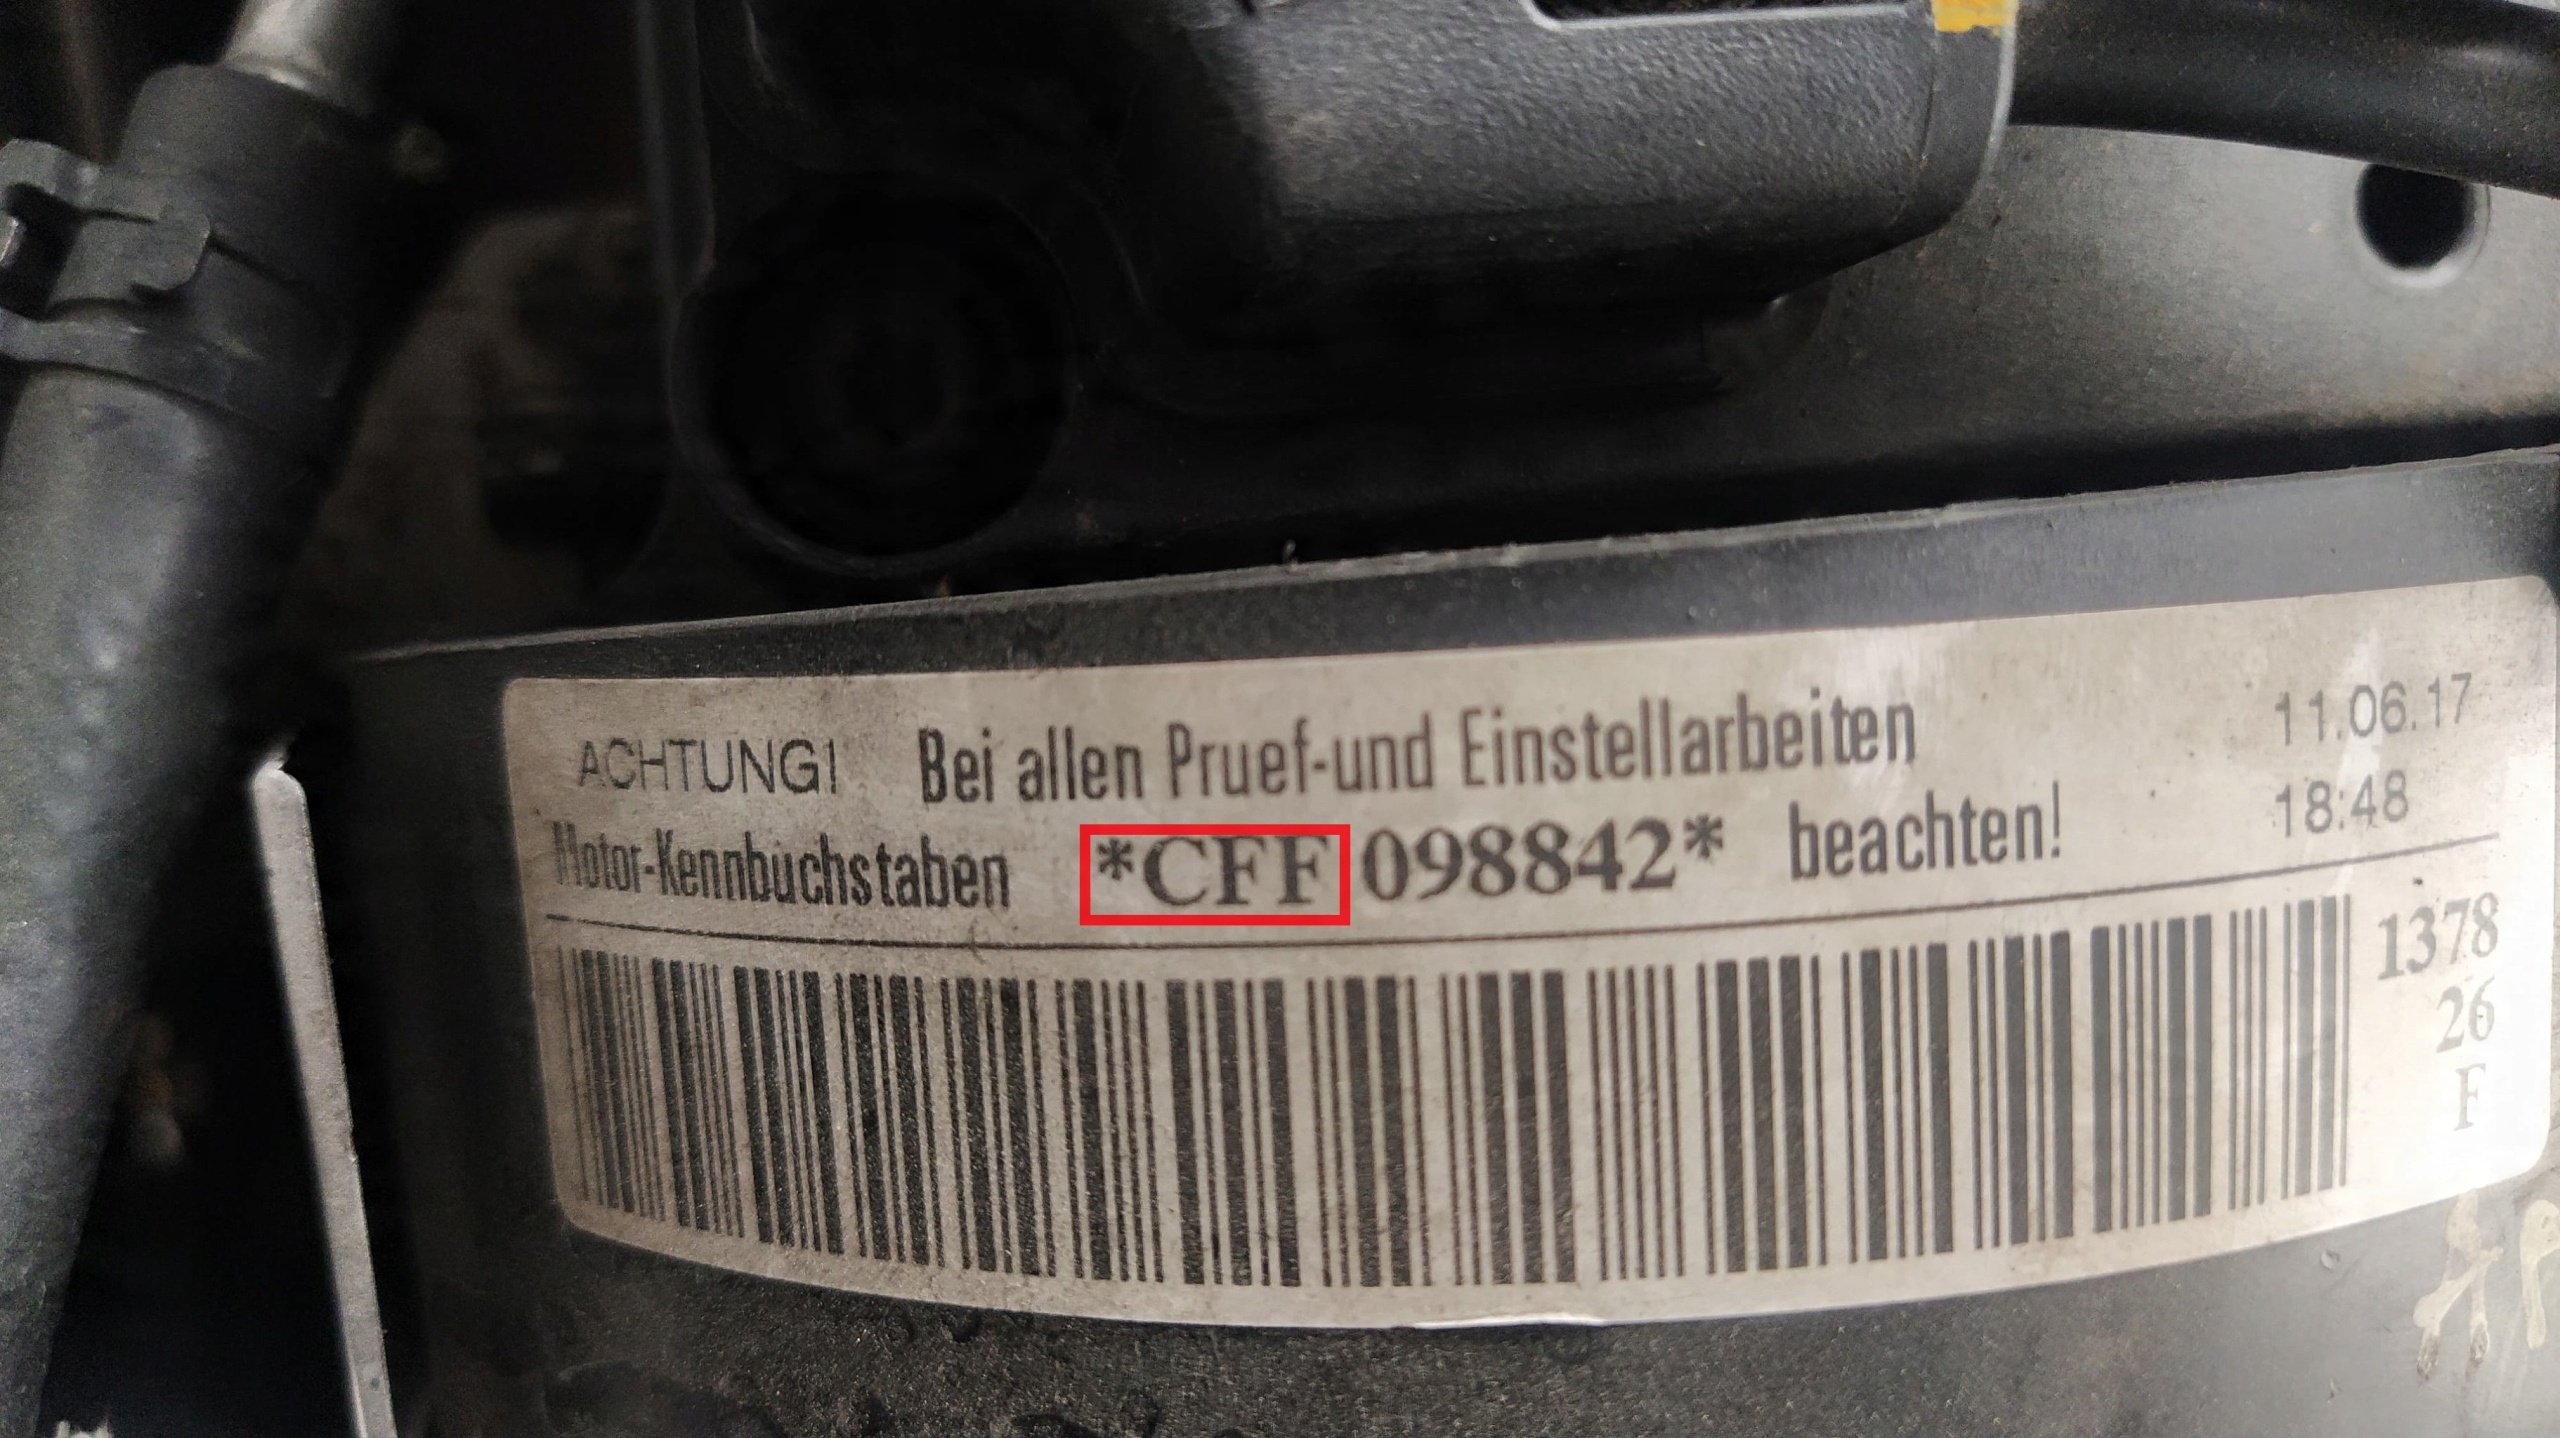 ACHTUNG! Bei allen Pruef-und Einstellarbeiten
11.06.17
Motor-Kennbuchstaben *CFF 098842* beachten!
18:48
1378
26
F